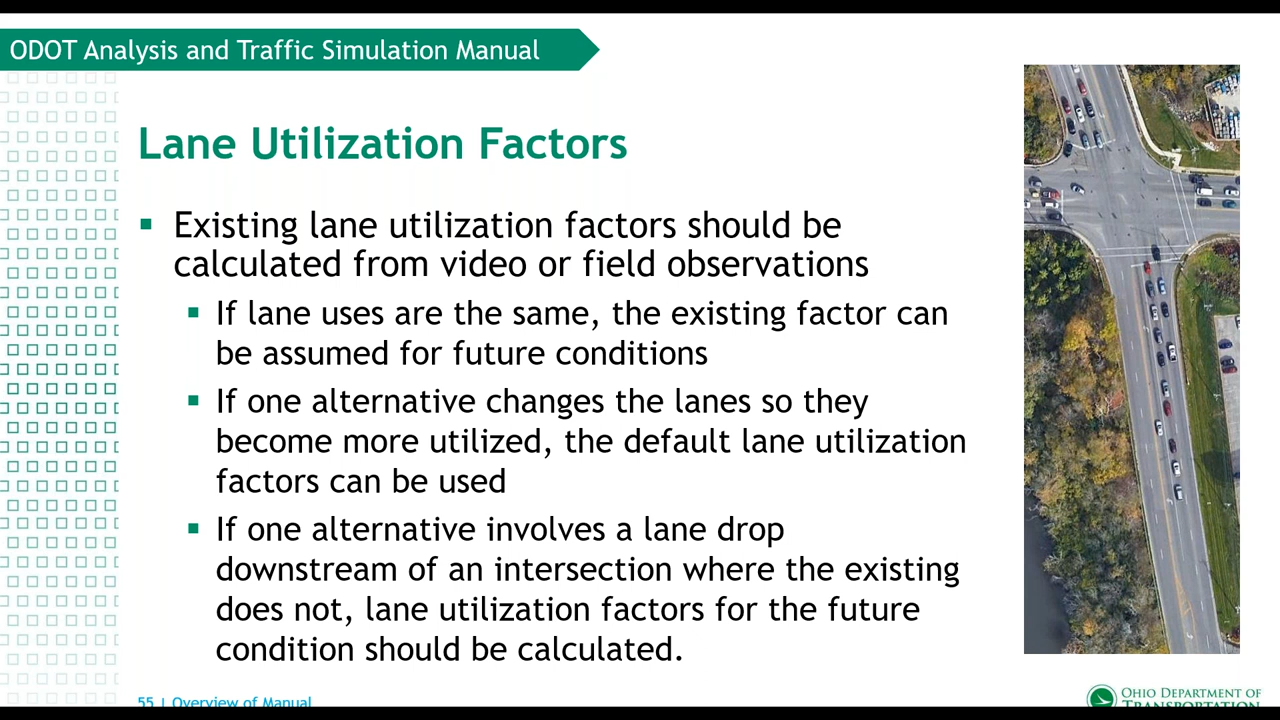 ODOT Analysis and Traffic Simulation Manual
Lane Utilization Factors
Existing lane utilization factors should be
calculated from video or field observations
If lane uses are the same, the existing factor can
be assumed for future conditions
If one alternative changes the lanes so they
become more utilized, the default lane utilization
factors can be used
If one alternative involves a lane drop
downstream of an intersection where the existing
does not, lane utilization factors for the future
condition should be calculated.
55 | Overview of Manual
OHIO DEPARTMENT OF
TRANSPORTATION